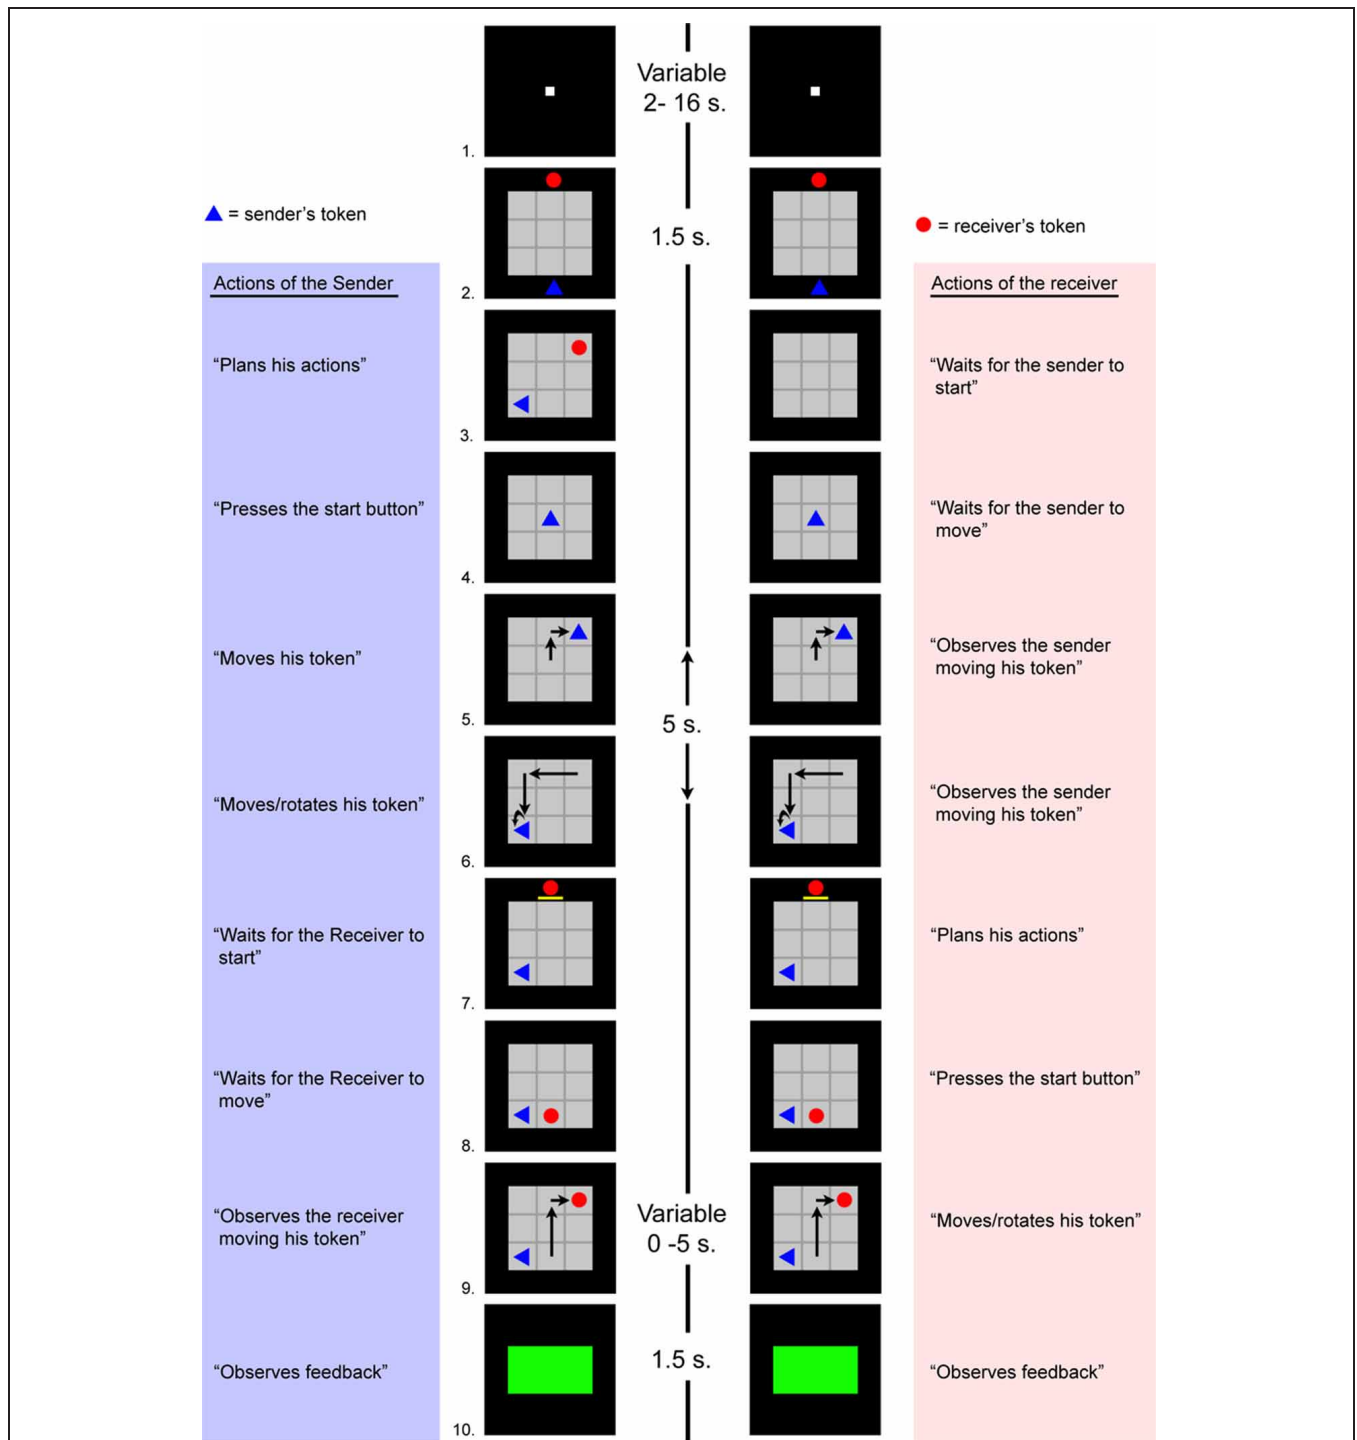 Variable
2- 16 s.
1.
= sender's token
1.5 s.
= receiver's token
Actions of the Sender
2.
Actions of the receiver
“Plans his actions”
“Waits for the sender to
start”
3.
“Presses the start button”
“Waits for the sender to
move”
4.
“Moves his token”
“Observes the sender
moving his token”
5.
5 s.
“Moves/rotates his token”
“Observes the sender
moving his token”
6.
“Waits for the Receiver to
start”
“Plans his actions”
7.
“Waits for the Receiver to
move”
“Presses the start button”
8.
“Observes the receiver
moving his token”
Variable
0 -5 s.
“Moves/rotates his token”
9.
“Observes feedback”
1.5 s.
“Observes feedback”
10.